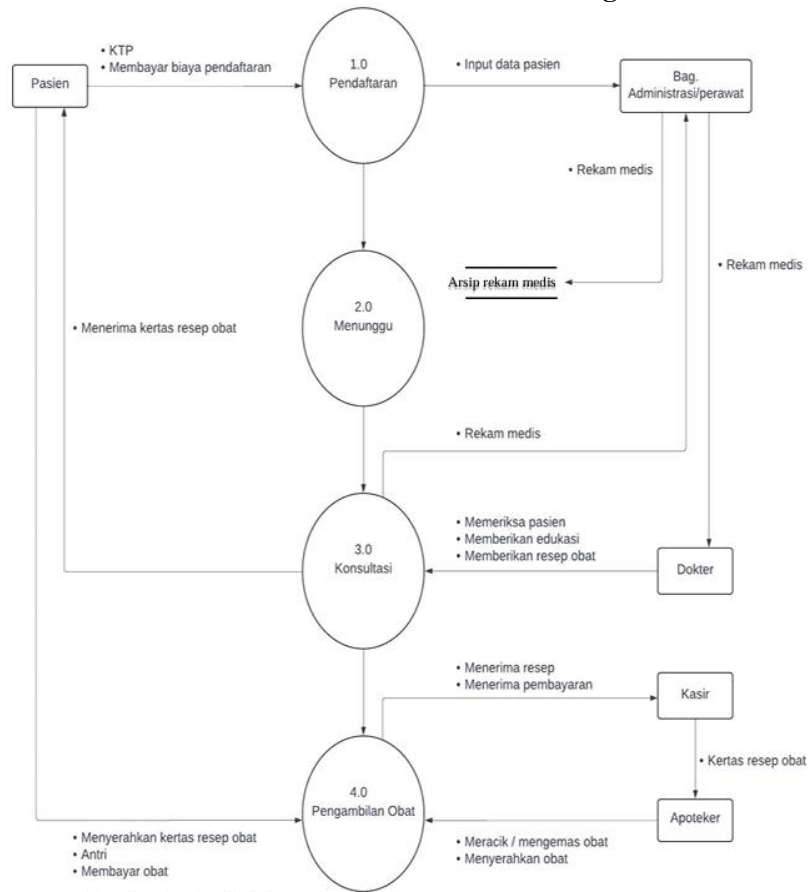 • KTP
• Membayar biaya pendaftaran
Pasien
1.0
Pendaftaran
• Input data pasien
Bag.
Administrasi/perawat
• Rekam medis
• Rekam medis
Arsip rekam medis
2.0
Menunggu
• Menerima kertas resep obat
• Rekam medis
3.0
Konsultasi
• Memeriksa pasien
• Memberikan edukasi
• Memberikan resep obat
Dokter
• Menerima resep
• Menerima pembayaran
Kasir
• Kertas resep obat
4.0
Pengambilan Obat
Apoteker
• Menyerahkan kertas resep obat
• Antri
• Membayar obat
• Meracik / mengemas obat
• Menyerahkan obat